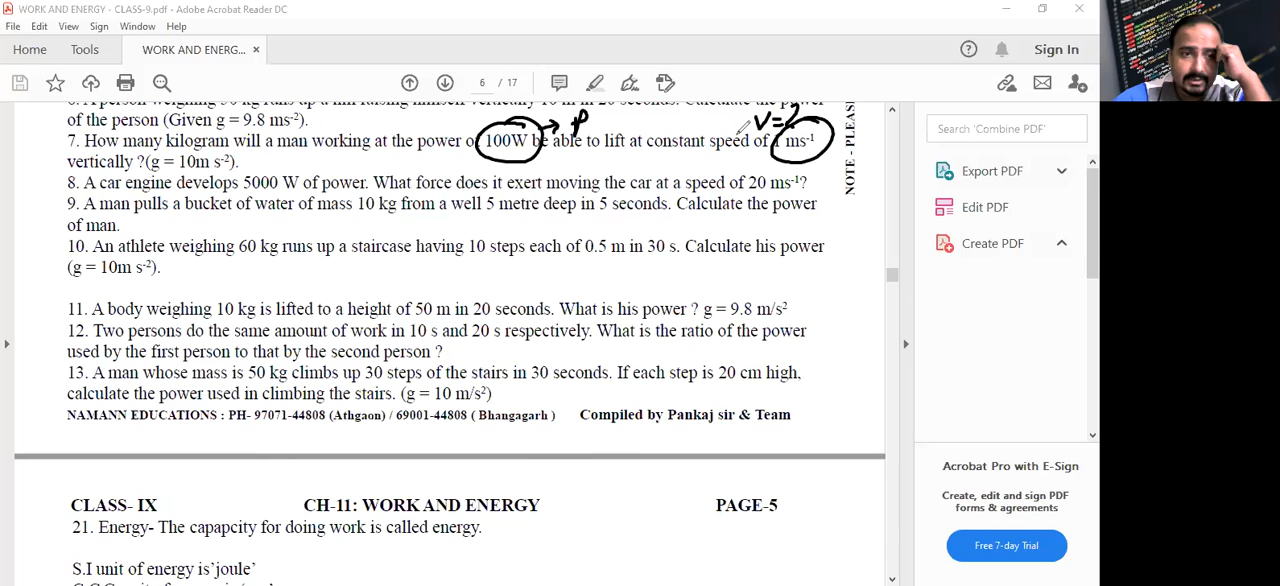 WORK AND ENERGY - CLASS-9.pdf - Adobe Acrobat Reader DC
File Edit View Sign Window Help
Home Tools WORK AND ENERG... × Sign In
6 / 17
of the person (Given g = 9.8 ms-2).
V=
→ P
7. How many kilogram will a man working at the power of 100W be able to lift at constant speed of 1 ms-1
vertically ?(g = 10m s-2).
8. A car engine develops 5000 W of power. What force does it exert moving the car at a speed of 20 ms-1?
9. A man pulls a bucket of water of mass 10 kg from a well 5 metre deep in 5 seconds. Calculate the power
of man.
10. An athlete weighing 60 kg runs up a staircase having 10 steps each of 0.5 m in 30 s. Calculate his power
(g = 10m s-2).
11. A body weighing 10 kg is lifted to a height of 50 m in 20 seconds. What is his power ? g = 9.8 m/s2
12. Two persons do the same amount of work in 10 s and 20 s respectively. What is the ratio of the power
used by the first person to that by the second person ?
13. A man whose mass is 50 kg climbs up 30 steps of the stairs in 30 seconds. If each step is 20 cm high,
calculate the power used in climbing the stairs. (g = 10 m/s2)
NAMANN EDUCATIONS : PH- 97071-44808 (Athgaon) / 69001-44808 ( Bhangagarh ) Compiled by Pankaj sir & Team
NOTE - PLEAS
CLASS- IX CH-11: WORK AND ENERGY PAGE-5
21. Energy- The capapcity for doing work is called energy.
S.I unit of energy is'joule'
Search 'Combine PDF'
Export PDF
Edit PDF
Create PDF
Acrobat Pro with E-Sign
Convert, edit and sign PDF
forms & agreements
Free 7-day Trial